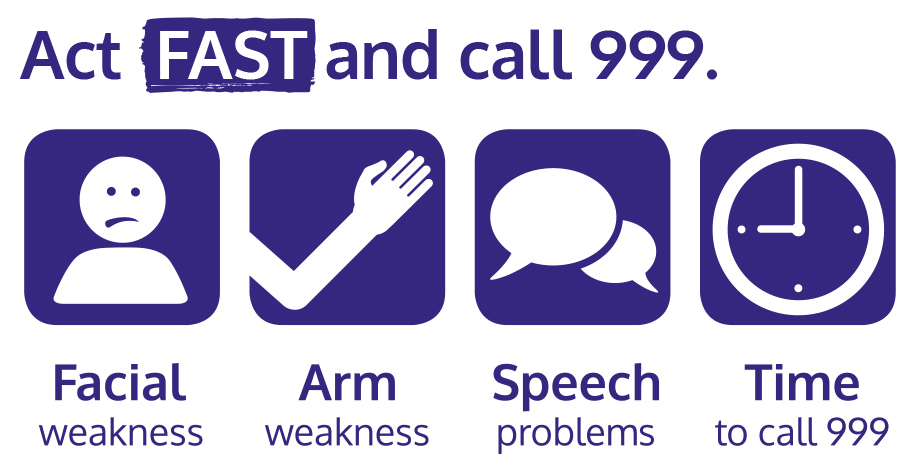 Act FAST and call 999.
Facial
weakness
Arm
weakness
Speech
problems
Time
to call 999